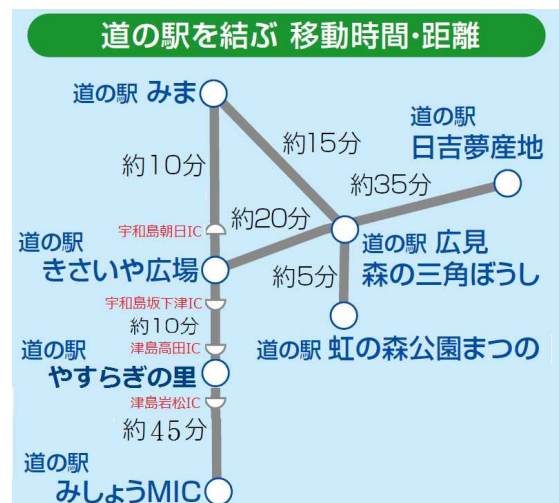 道の駅を結ぶ 移動時間・距離
道の駅 みま
道の駅
日吉夢産地
約15分
約10分
約35分
宇和島朝日IC
約20分
道の駅
きさいや広場
道の駅 広見
森の三角ぼうし
約5分
宇和島坂下津IC
約10分
津島高田IC
道の駅 虹の森公園まつの
道の駅
やすらぎの里
津島岩松IC
約45分
道の駅
みしょうMIC